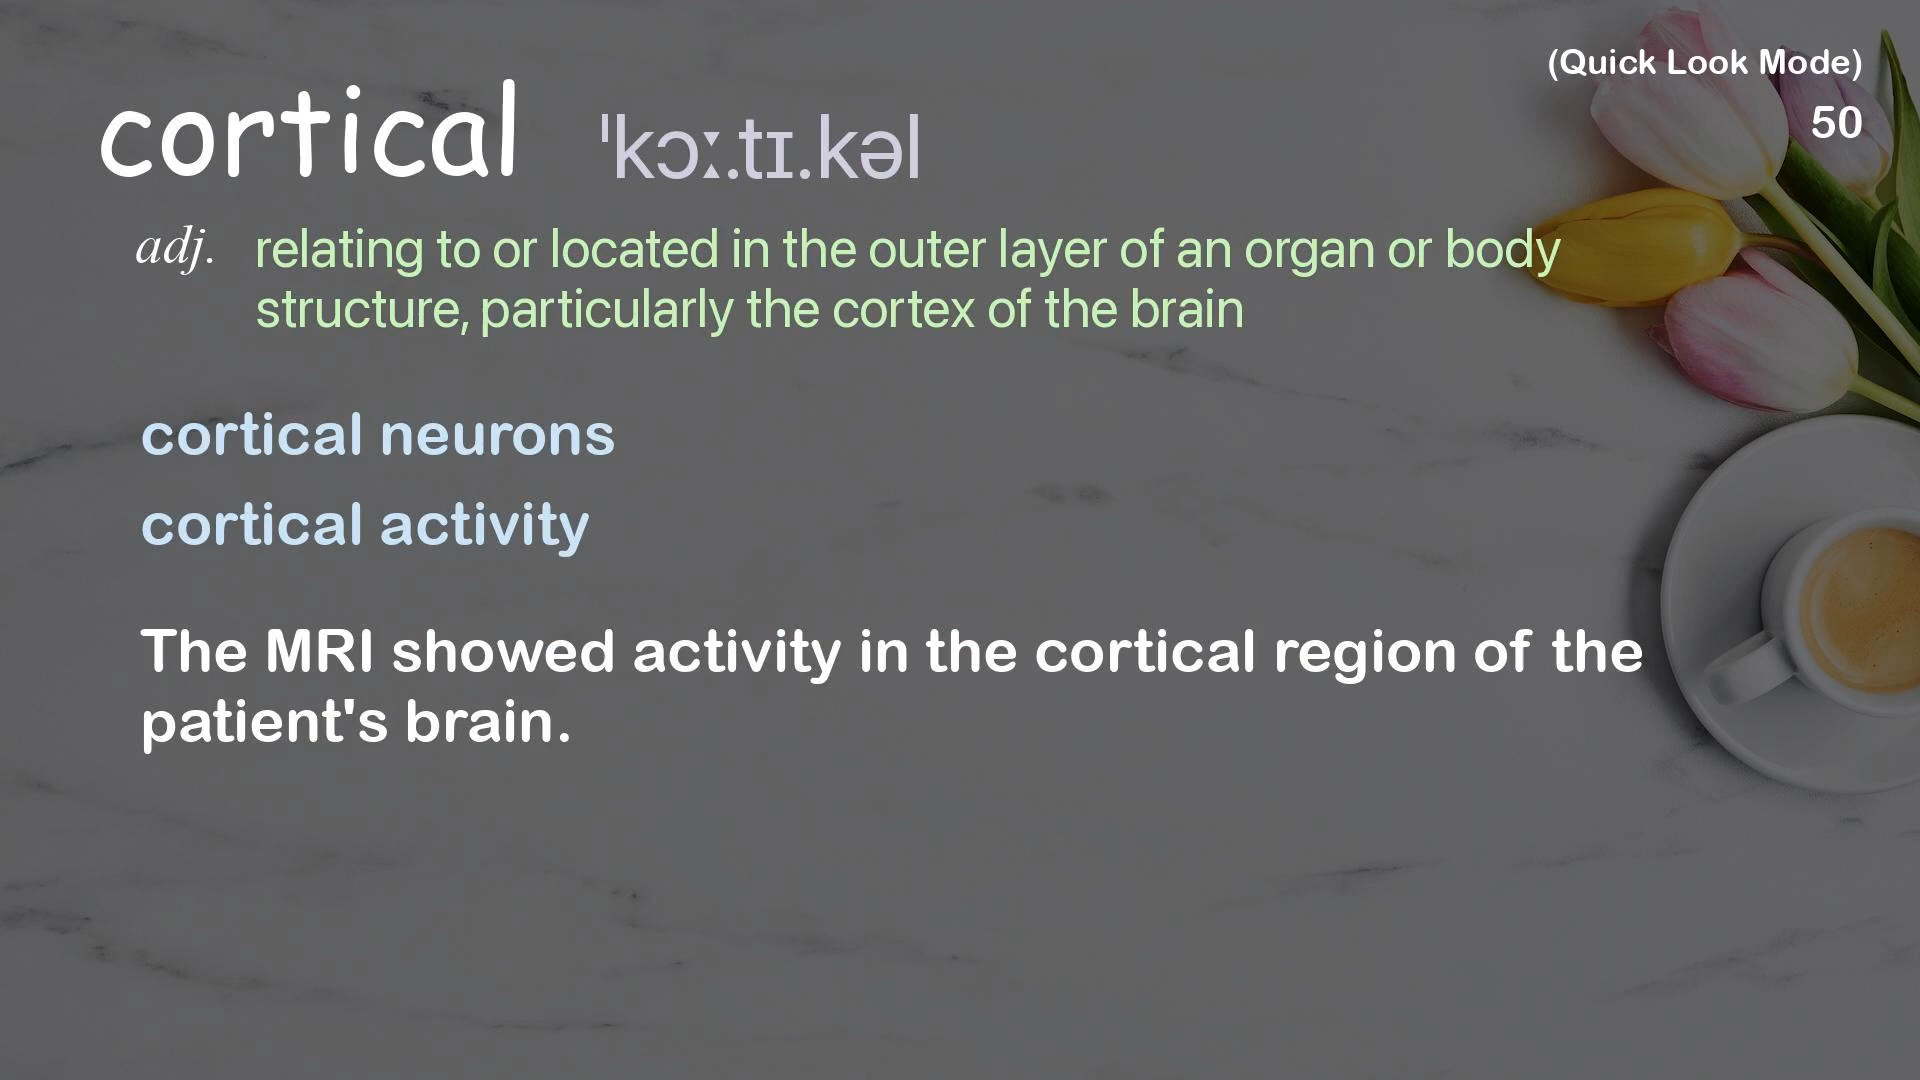 (Quick Look Mode)
50
cortical ˈkɔː.tɪ.kəl
adj. relating to or located in the outer layer of an organ or body
structure, particularly the cortex of the brain
cortical neurons
cortical activity
The MRI showed activity in the cortical region of the
patient's brain.